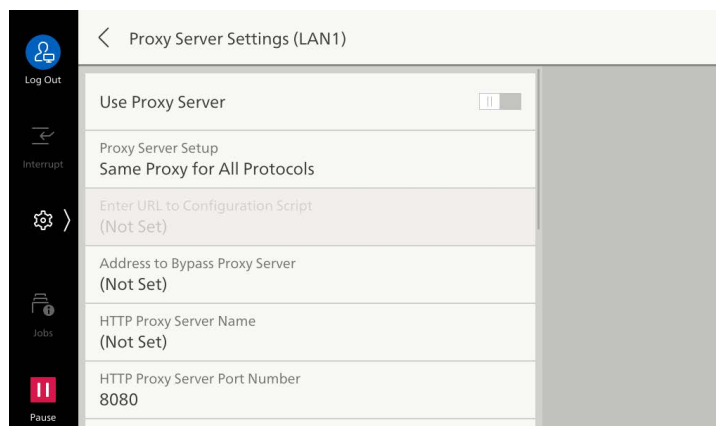 Proxy Server Settings (LAN1)
Log Out
Use Proxy Server
Proxy Server Setup
Same Proxy for All Protocols
Interrupt
Enter URL to Configuration Script
(Not Set)
Address to Bypass Proxy Server
(Not Set)
HTTP Proxy Server Name
(Not Set)
Jobs
HTTP Proxy Server Port Number
8080
Pause